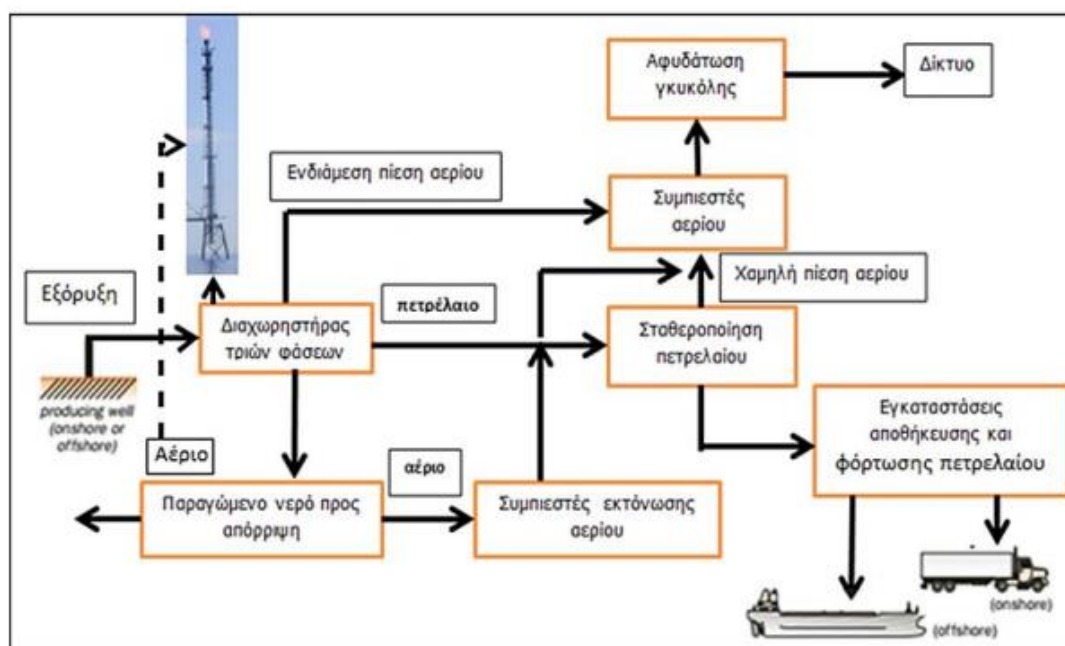 Αφυδάτωση
γκυκόλης
Δίκτυο
Ενδιάμεση πίεση αερίου
Συμπιεστές
αερίου
Χαμηλή πίεση αερίου
Εξόρυξη
πετρέλαιο
Διαχωρηστήρας
τριών φάσεων
Σταθεροποίηση
πετρελαίου
producing well
(onshore or
offshore)
Αέριο
αέριο
Εγκαταστάσεις
αποθήκευσης και
φόρτωσης πετρελαίου
Παραγώμενο νερό προς
απόρριψη
Συμπιεστές εκτόνωσης
αερίου
(onshore)
(offshore)